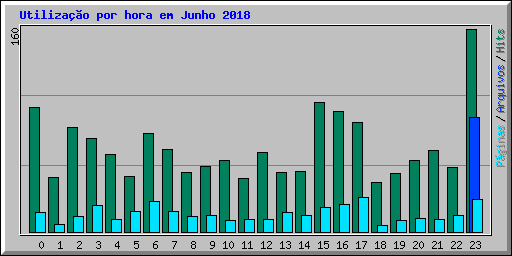 Utilização por hora em Junho 2018
160
Páginas / Arquivos / Hits
0 1 2 3 4 5 6 7 8 9 10 11 12 13 14 15 16 17 18 19 20 21 22 23